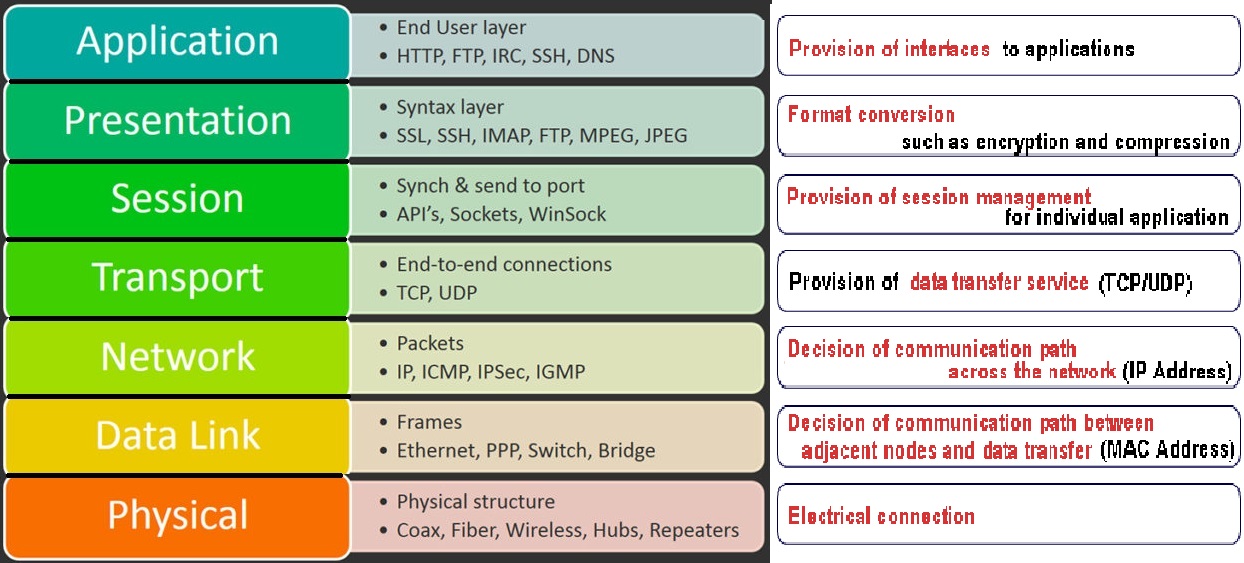 Application
• End User layer
• HTTP, FTP, IRC, SSH, DNS
Provision of interfaces to applications
Presentation
• Syntax layer
• SSL, SSH, IMAP, FTP, MPEG, JPEG
Format conversion
such as encryption and compression
Session
• Synch & send to port
• API's, Sockets, WinSock
Provision of session management
for individual application
Transport
• End-to-end connections
• TCP, UDP
Provision of data transfer service (TCP/UDP)
Network
• Packets
• IP, ICMP, IPSec, IGMP
Decision of communication path
across the network (IP Address)
Data Link
• Frames
• Ethernet, PPP, Switch, Bridge
Decision of communication path between
adjacent nodes and data transfer (MAC Address)
Physical
• Physical structure
• Coax, Fiber, Wireless, Hubs, Repeaters
Electrical connection